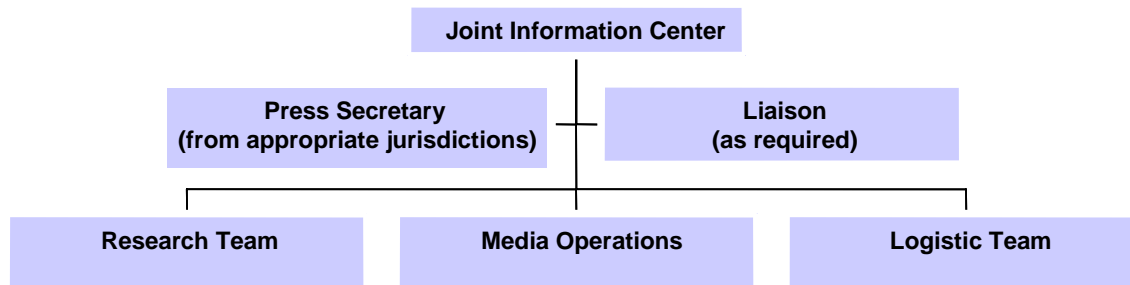 Joint Information Center
Press Secretary
(from appropriate jurisdictions)
Liaison
(as required)
Research Team
Media Operations
Logistic Team